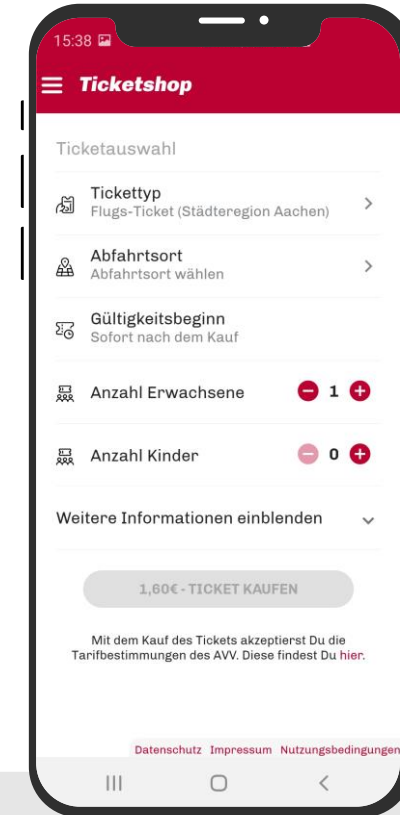 15:38
Ticketshop
Ticketauswahl
Tickettyp
Flugs-Ticket (Städteregion Aachen)
Abfahrtsort
Abfahrtsort wählen
Gültigkeitsbeginn
Sofort nach dem Kauf
Anzahl Erwachsene 1
Anzahl Kinder 0
Weitere Informationen einblenden
1,60€ - TICKET KAUFEN
Mit dem Kauf des Tickets akzeptierst Du die
Tarifbestimmungen des AVV. Diese findest Du hier.
Datenschutz Impressum Nutzungsbedingungen